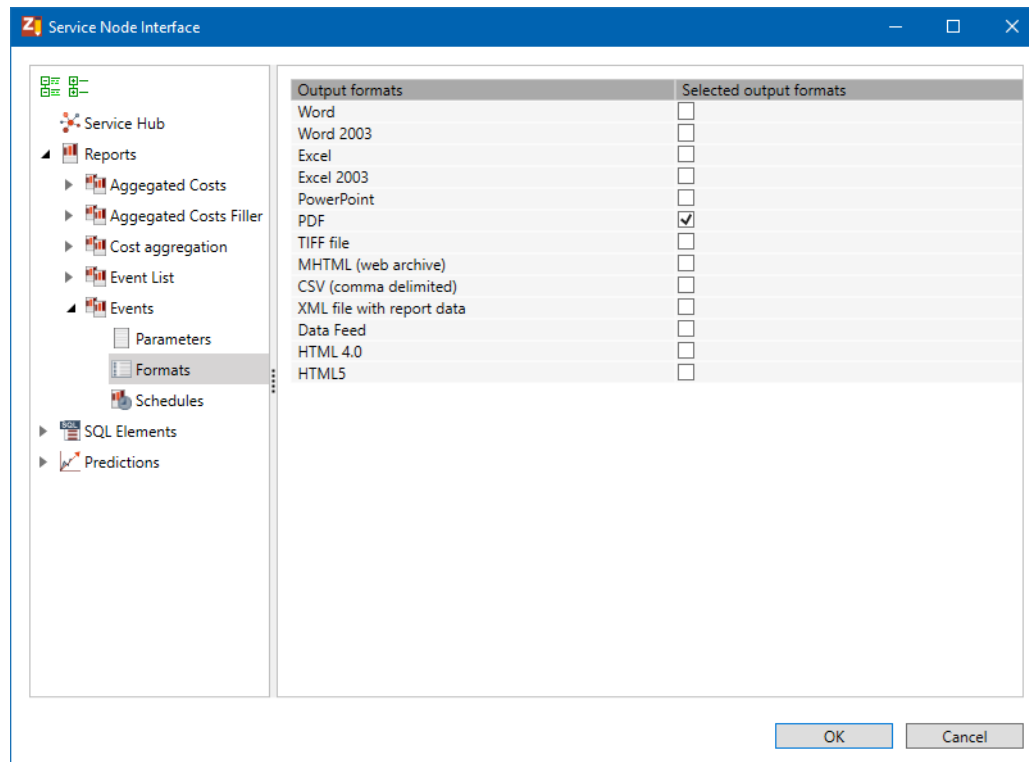 Service Node Interface
Service Hub
Reports
Aggegated Costs
Aggegated Costs Filler
Cost aggregation
Event List
Events
Parameters
Formats
Schedules
SQL Elements
Predictions
Output formats Selected output formats
Word
Word 2003
Excel
Excel 2003
PowerPoint
PDF
TIFF file
MHTML (web archive)
CSV (comma delimited)
XML file with report data
Data Feed
HTML 4.0
HTML5
OK Cancel